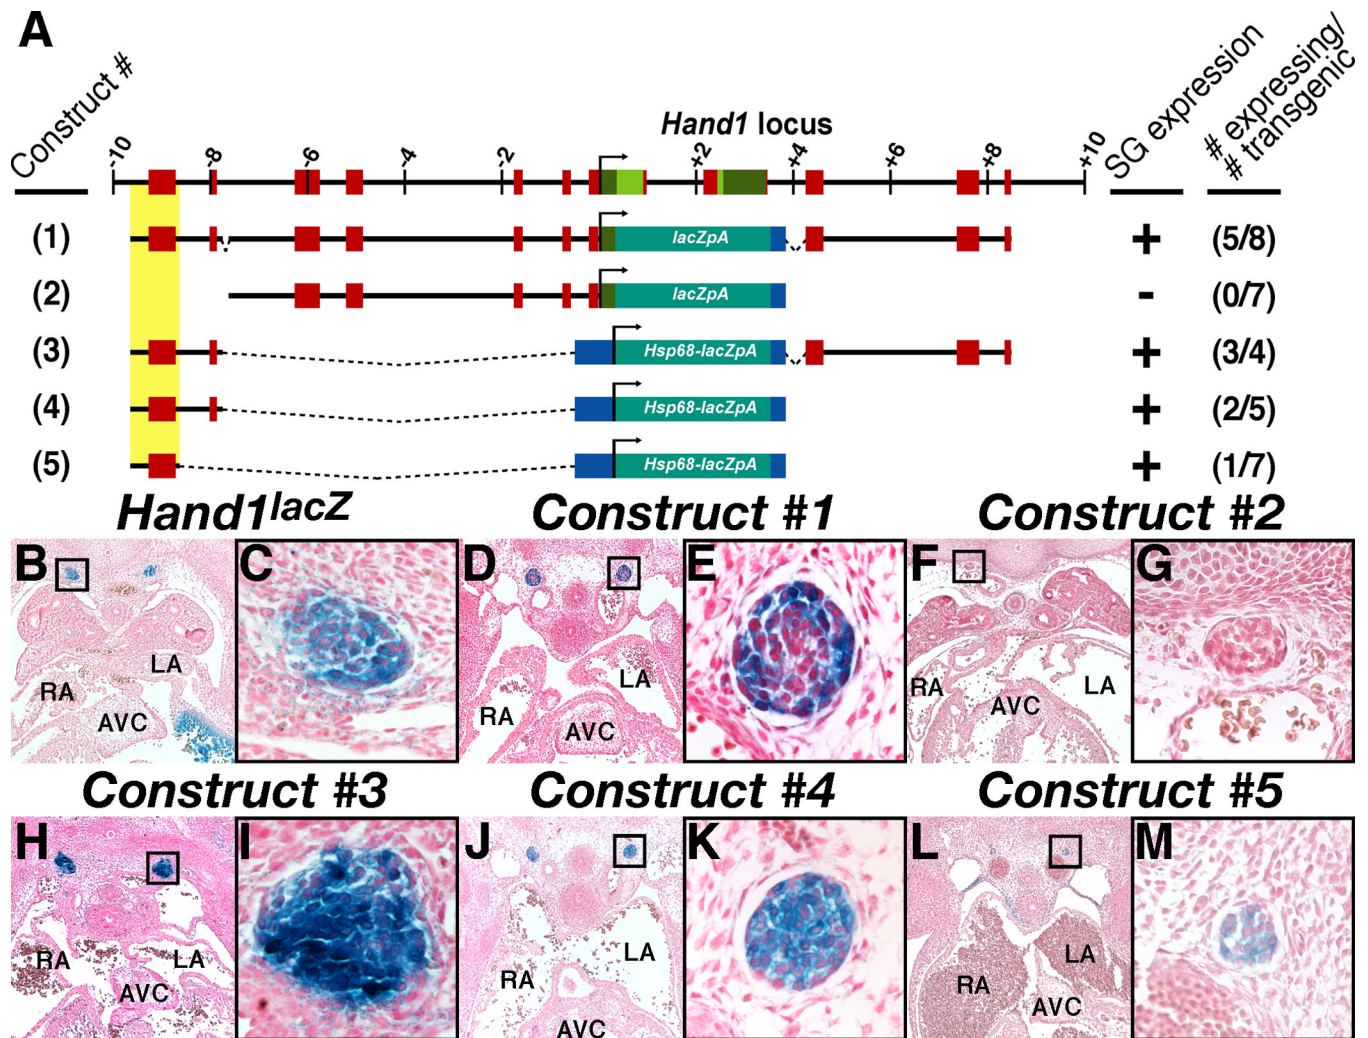 A
Construct #
Hand1 locus
SG expression
# expressing/
# transgenic
-10 -8 -6 -4 -2 +2 +4 +6 +8 +10
(1) lacZpA + (5/8)
(2) lacZpA - (0/7)
(3) Hsp68-lacZpA + (3/4)
(4) Hsp68-lacZpA + (2/5)
(5) Hsp68-lacZpA + (1/7)
Hand1lacZ Construct #1 Construct #2
B C D E F G
LA
RA
AVC
LA
RA
AVC
RA
LA
AVC
Construct #3 Construct #4 Construct #5
H I J K L M
RA
LA
AVC
LA
RA
AVC
LA
RA
AVC